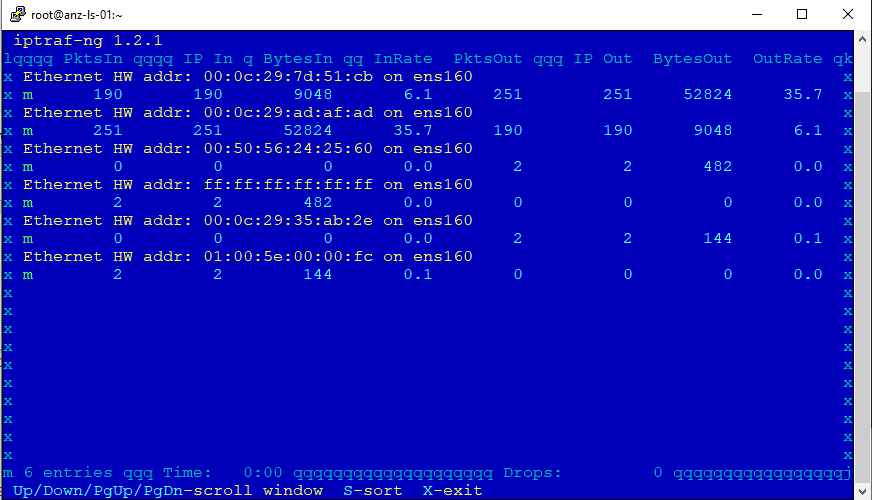 root@anz-ls-01:~
iptraf-ng 1.2.1
lqqqq PktsIn qqqq IP In q BytesIn qq InRate  PktsOut qqq IP Out  BytesOut  OutRate qk
x Ethernet HW addr: 00:0c:29:7d:51:cb on ens160 x
x m 190 190 9048 6.1 251 251 52824 35.7 x
x Ethernet HW addr: 00:0c:29:ad:af:ad on ens160 x
x m 251 251 52824 35.7 190 190 9048 6.1 x
x Ethernet HW addr: 00:50:56:24:25:60 on ens160 x
x m 0 0 0 0.0 2 2 482 0.0 x
x Ethernet HW addr: ff:ff:ff:ff:ff:ff on ens160 x
x m 2 2 482 0.0 0 0 0 0.0 x
x Ethernet HW addr: 00:0c:29:35:ab:2e on ens160 x
x m 0 0 0 0.0 2 2 144 0.1 x
x Ethernet HW addr: 01:00:5e:00:00:fc on ens160 x
x m 2 2 144 0.1 0 0 0 0.0 x
x x
x x
x x
x x
x x
x x
x x
x x
x x
x x
m 6 entries qqq Time: 0:00 qqqqqqqqqqqqqqqqqqqq Drops: 0 qqqqqqqqqqqqqqqqqj
Up/Down/PgUp/PgDn-scroll window  S-sort  X-exit